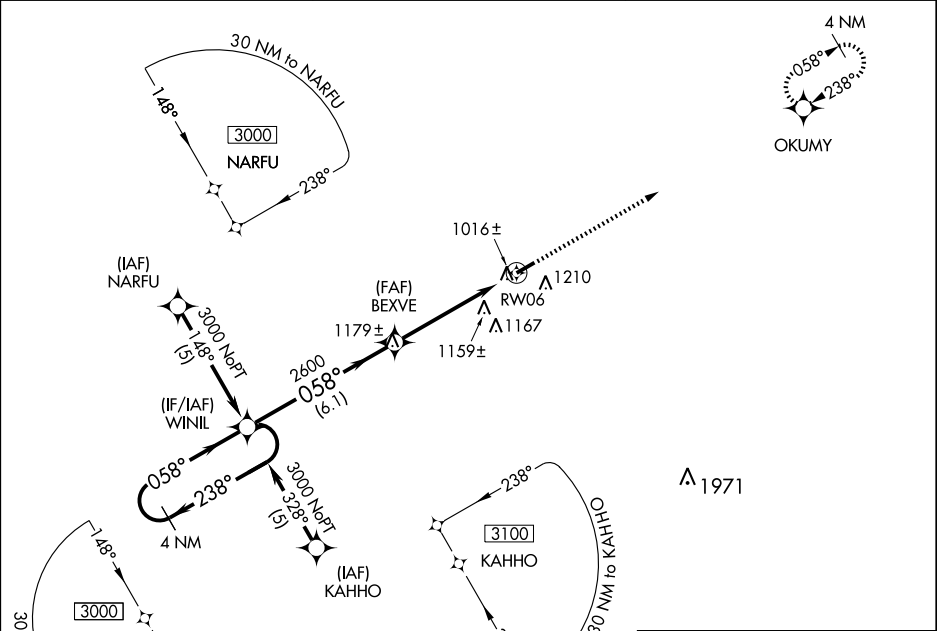 4 NM
058°
238°
OKUMY
30 NM to NARFU
148°
3000
NARFU
238°
1016±
RW06
1210
(IAF)
NARFU
(FAF)
BEXVE
1179±
1159±
1167
3000 NoPT
148°
(5)
2600
058°
(6.1)
(IF/IAF)
WINIL
058°
238°
4 NM
3000 NoPT
328°
(5)
(IAF)
KAHHO
238°
3100
KAHHO
30 NM to KAHHO
1971
148°
3000
30